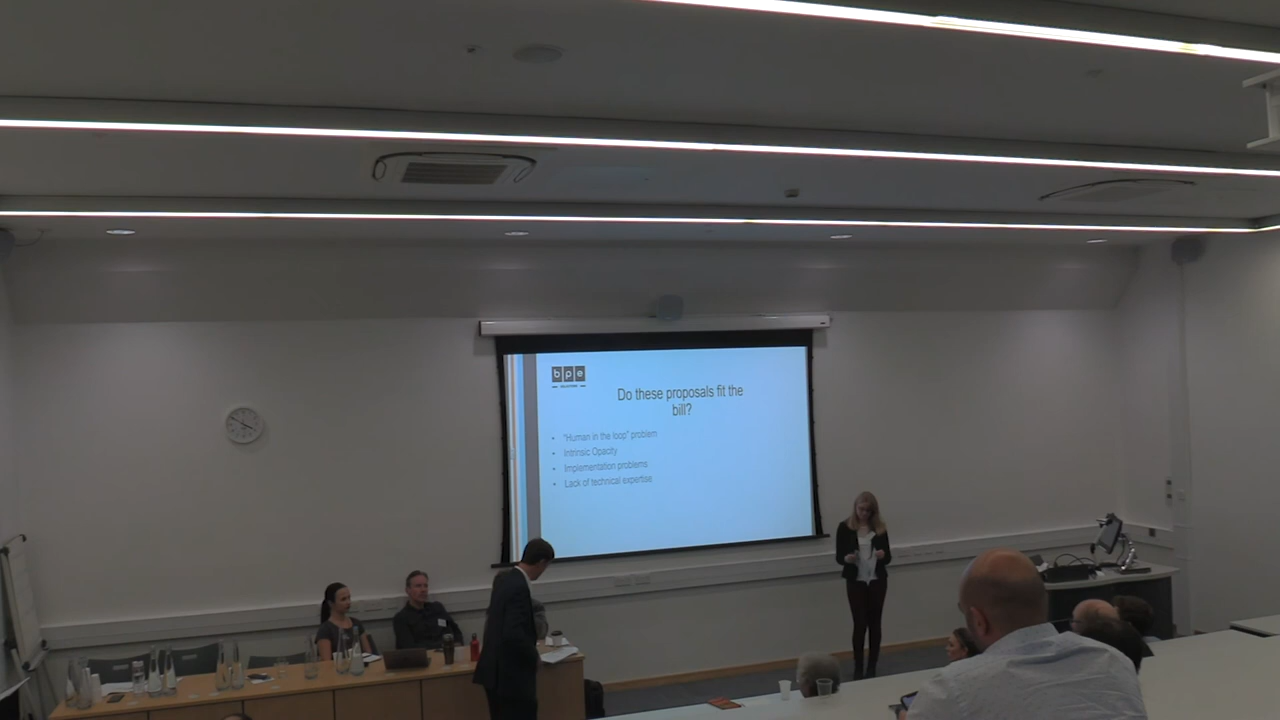 bpe
Do these proposals fit the
bill?
• "Human in the loop" problem
• Intrinsic Opacity
• Implementation problems
• Lack of technical expertise